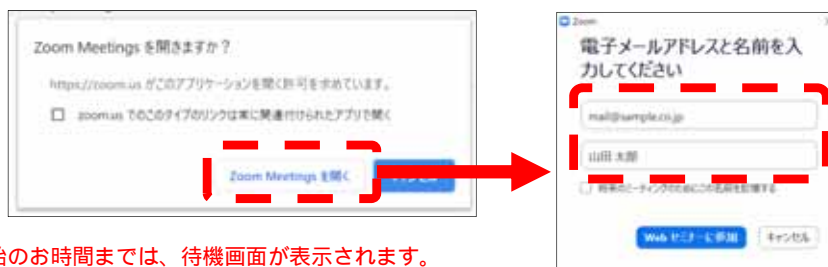 Zoom Meetings を開きますか？
https://zoom.us がこのアプリケーションを開く許可を求めています。
zoom.us でのこのタイプのリンクは常に関連付けられたアプリで開く
Zoom Meetings を開く
Zoom
電子メールアドレスと名前を入
力してください
mail@sample.co.jp
山田 太郎
将来のミーティングのためにこの名前を記憶する
Web セミナーに参加 キャンセル
始のお時間までは、待機画面が表示されます。